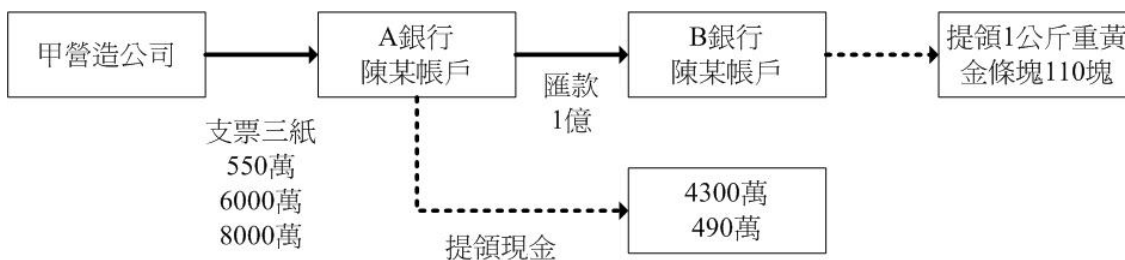 甲營造公司
A銀行
陳某帳戶
B銀行
陳某帳戶
提領1公斤重黃
金條塊110塊
支票三紙
550萬
6000萬
8000萬
匯款
1億
提領現金
4300萬
490萬